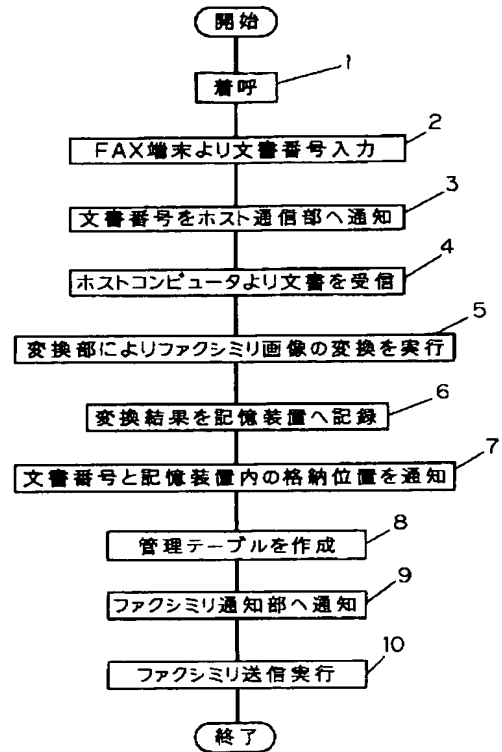 開始
1
着呼
2
FAX端末より文書番号入力
3
文書番号をホスト通信部へ通知
4
ホストコンピュータより文書を受信
5
変換部によりファクシミリ画像の変換を実行
6
変換結果を記憶装置へ記録
7
文書番号と記憶装置内の格納位置を通知
8
管理テーブルを作成
9
ファクシミリ通知部へ通知
10
ファクシミリ送信実行
終了